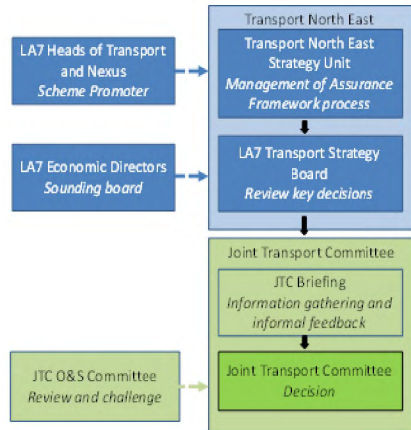 Transport North East
LA7 Heads of Transport
and Nexus
Scheme Promoter
Transport North East
Strategy Unit
Management of Assurance
Framework process
LA7 Economic Directors
Sounding board
LA7 Transport Strategy
Board
Review key decisions
Joint Transport Committee
JTC Briefing
Information gathering and
informal feedback
JTC O&S Committee
Review and challenge
Joint Transport Committee
Decision